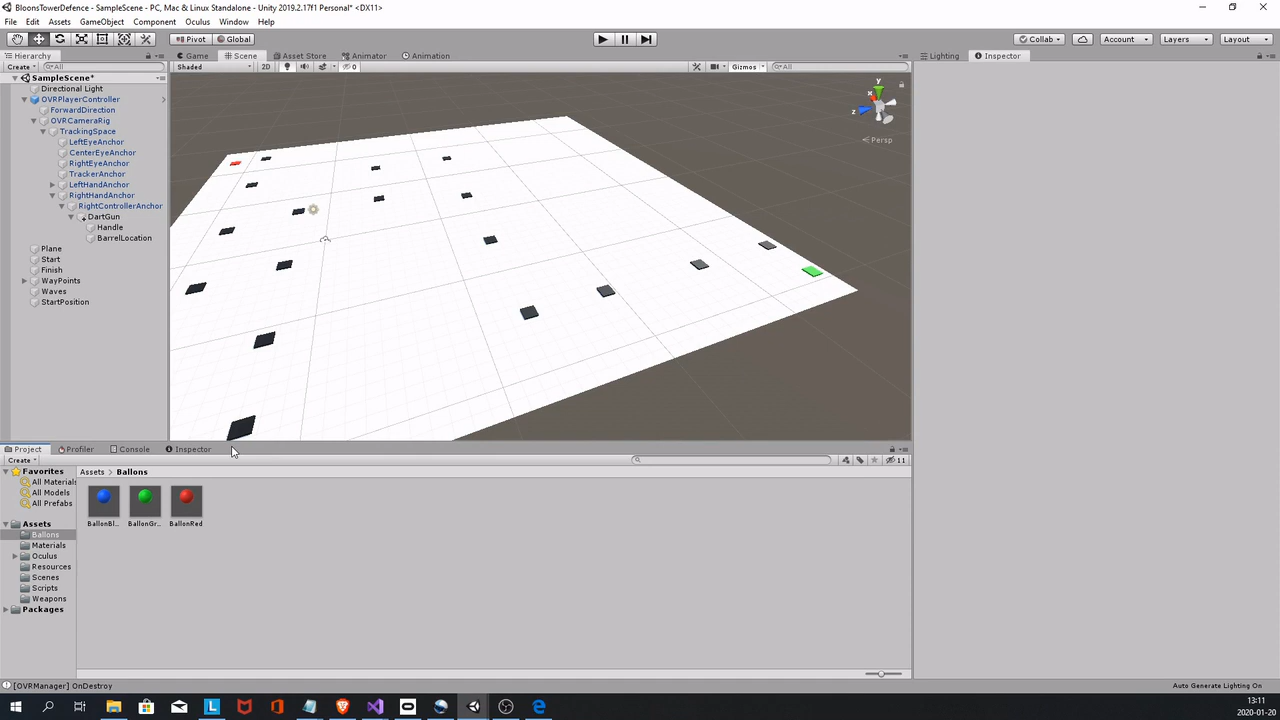 BloonsTowerDefence - SampleScene - PC, Mac & Linux Standalone - Unity 2019.2.17f1 Personal* <DX11>
File Edit Assets GameObject Component Oculus Window Help
Pivot Global Collab Account Layers Layout
Hierarchy Game Scene Asset Store Animator Animation Lighting Inspector
Create All Shaded 2D 0 Gizmos All
SampleScene*
Directional Light
OVRPlayerController
ForwardDirection
OVRCameraRig
TrackingSpace
LeftEyeAnchor
CenterEyeAnchor
RightEyeAnchor
TrackerAnchor
LeftHandAnchor
RightHandAnchor
RightControllerAnchor
DartGun
Handle
BarrelLocation
Plane
Start
Finish
WayPoints
Waves
StartPosition
y
x
z
Persp
Project Profiler Console Inspector
Create 11
Favorites
All Materials
All Models
All Prefabs
Assets
Ballons
Materials
Oculus
Resources
Scenes
Scripts
Weapons
Packages
Assets > Ballons
BallonBl... BallonGr... BallonRed
[OVRManager] OnDestroy Auto Generate Lighting On
13:11
2020-01-20